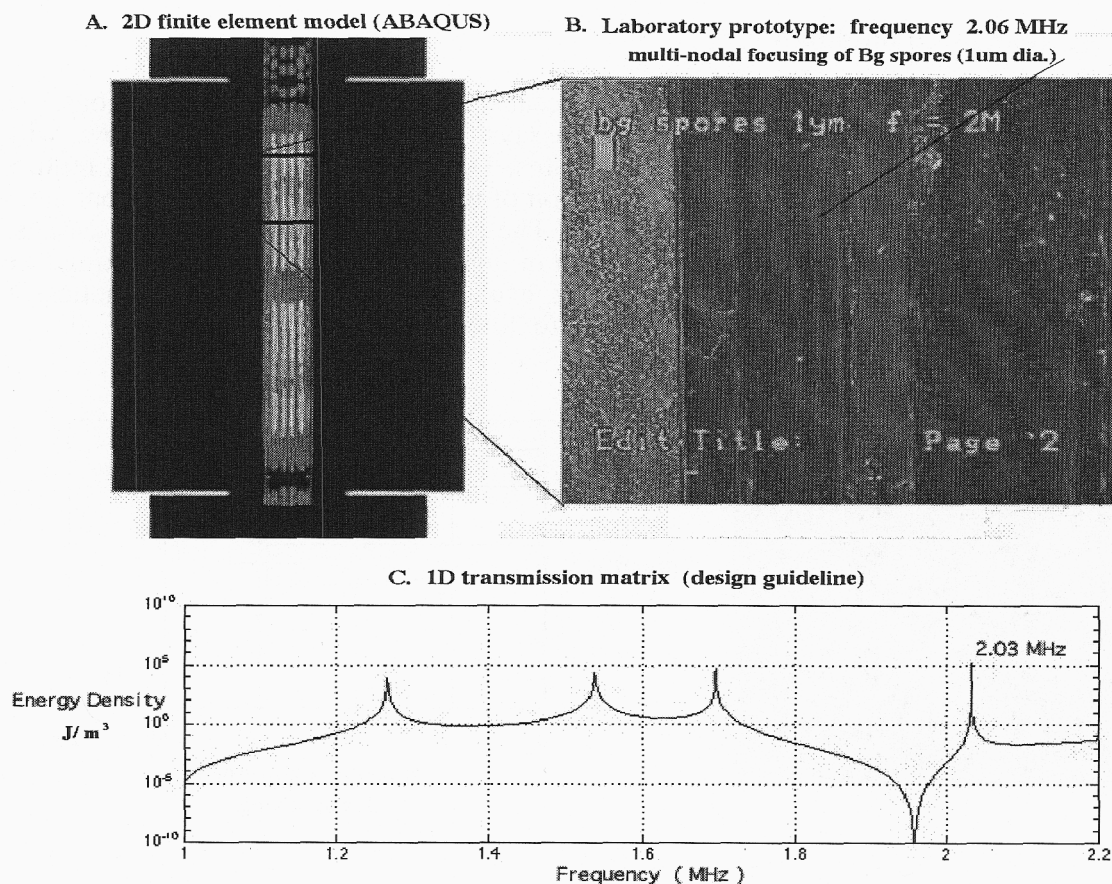 A. 2D finite element model (ABAQUS)
B. Laboratory prototype: frequency 2.06 MHz
multi-nodal focusing of Bg spores (1um dia.)
bg spores 1ym f = 2M
Edit Title:
Page 2
C. 1D transmission matrix (design guideline)
10^10
10^5
10^0
10^-5
10^-10
Energy Density
J/m^3
2.03 MHz
1
1.2
1.4
1.6
1.8
2
2.2
Frequency (MHz)